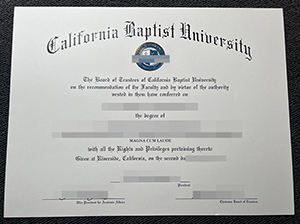 California Baptist University
The Board of Trustees of California Baptist University
on the recommendation of the Faculty and by virtue of the authority
vested in them have conferred on
the degree of
MAGNA CUM LAUDE
with all the Rights and Privileges pertaining thereto
Given at Riverside, California, on the second da
President
Vice President for Academic Affairs
Chairman Board of Trustees